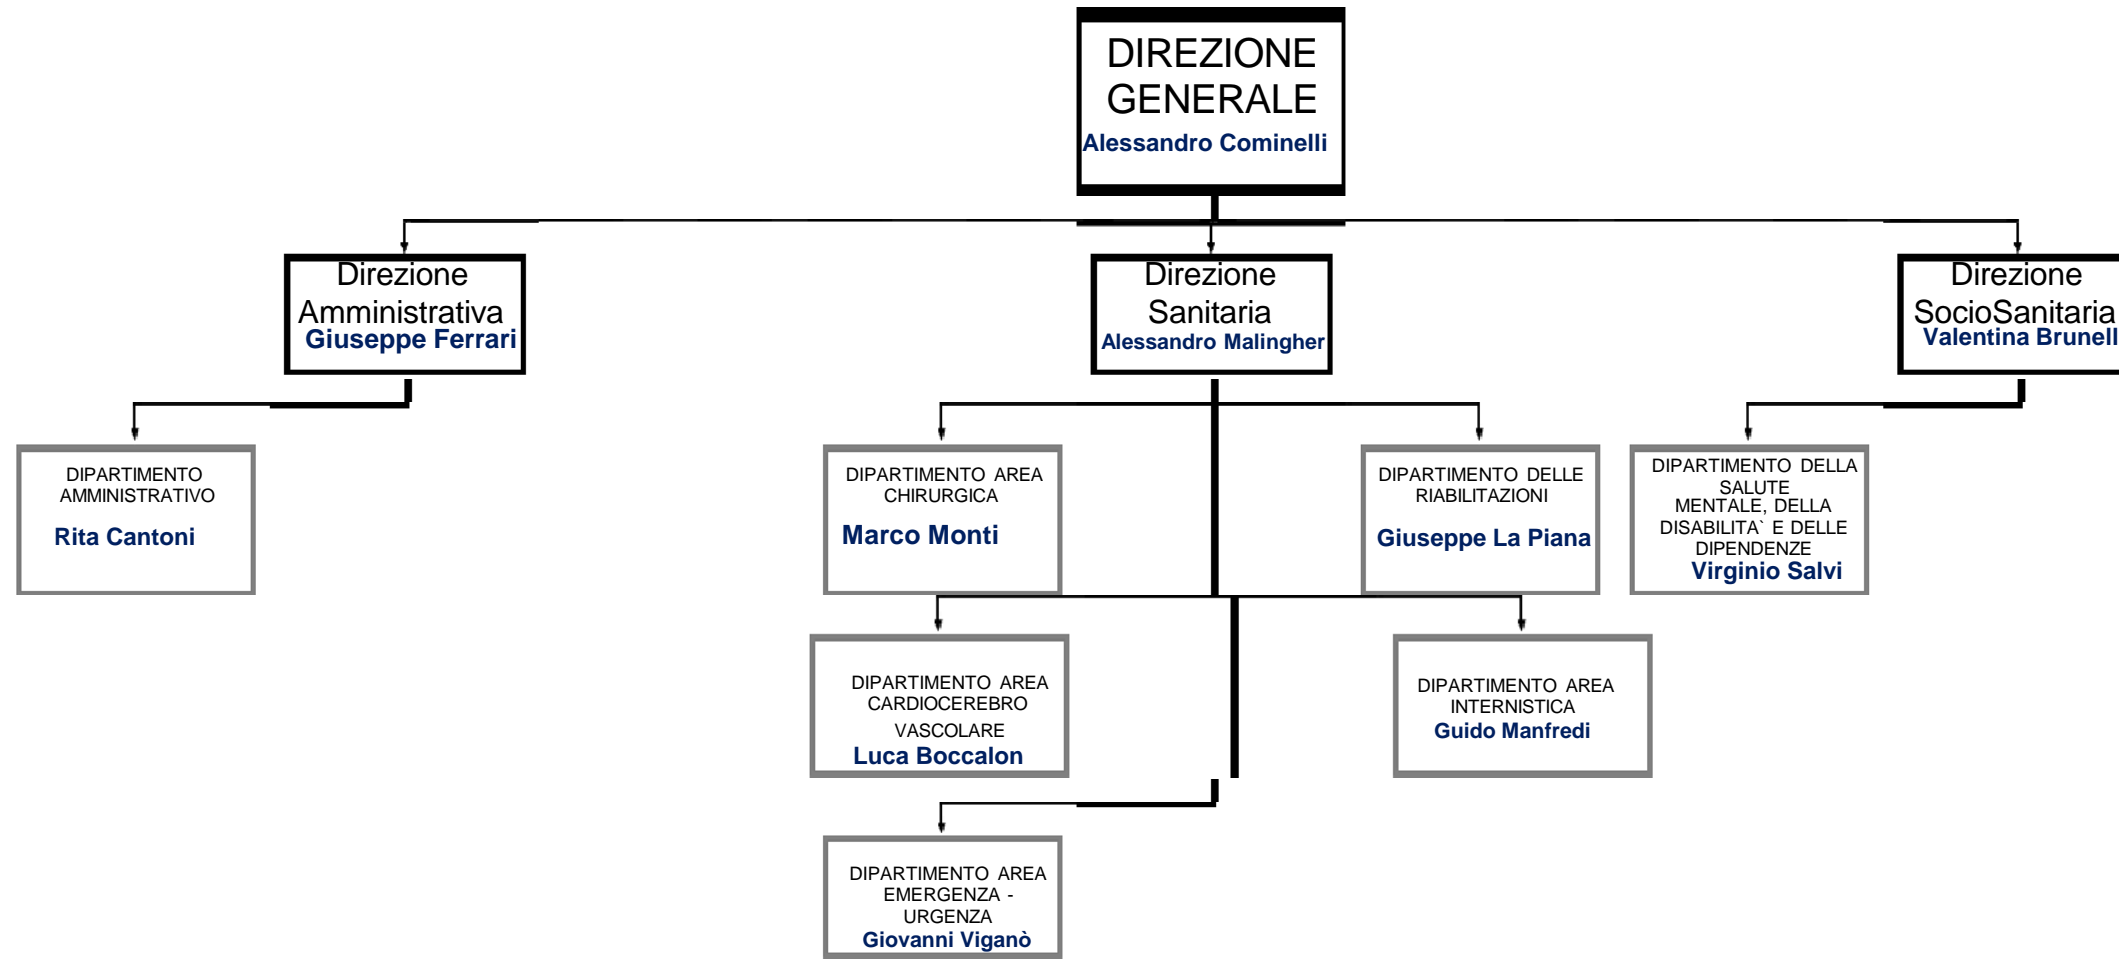 DIREZIONE
GENERALE
Alessandro Cominelli
Direzione
Amministrativa
Giuseppe Ferrari
Direzione
Sanitaria
Alessandro Malingher
Direzione
SocioSanitaria
Valentina Brunell
DIPARTIMENTO
AMMINISTRATIVO
Rita Cantoni
DIPARTIMENTO AREA
CHIRURGICA
Marco Monti
DIPARTIMENTO DELLE
RIABILITAZIONI
Giuseppe La Piana
DIPARTIMENTO DELLA
SALUTE
MENTALE, DELLA
DISABILITA` E DELLE
DIPENDENZE
Virginio Salvi
DIPARTIMENTO AREA
CARDIOCEREBRO
VASCOLARE
Luca Boccalon
DIPARTIMENTO AREA
INTERNISTICA
Guido Manfredi
DIPARTIMENTO AREA
EMERGENZA -
URGENZA
Giovanni Viganò